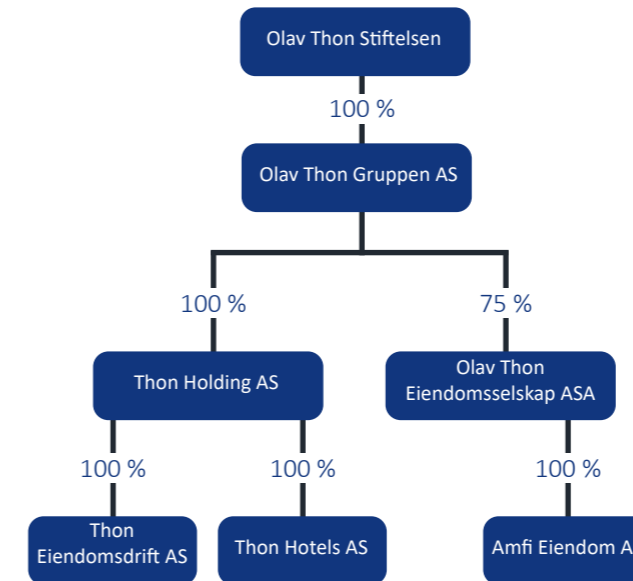 Olav Thon Stiftelsen
100 %
Olav Thon Gruppen AS
100 %
75 %
Thon Holding AS
Olav Thon
Eiendomsselskap ASA
100 %
100 %
100 %
Thon
Eiendomsdrift AS
Thon Hotels AS
Amfi Eiendom A